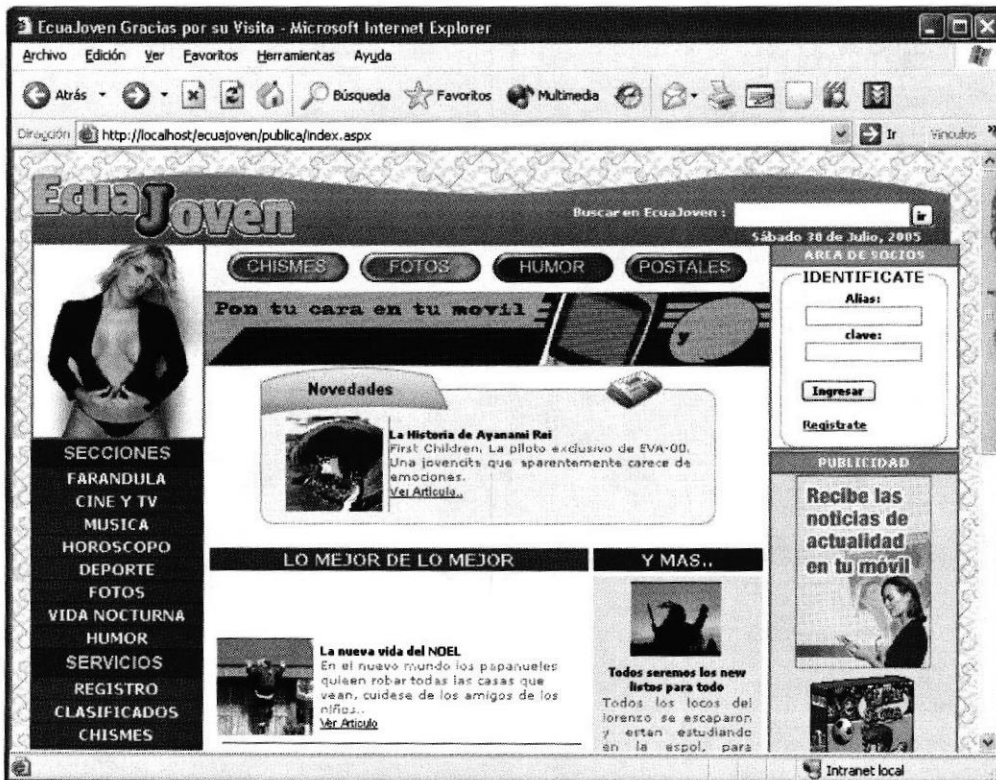 EcuaJoven Gracias por su Visita - Microsoft Internet Explorer
Archivo Edición Ver Favoritos Herramientas Ayuda
Atrás Búsqueda Favoritos Multimedia
Dirección http://localhost/ecuajoven/publica/index.aspx Ir Vínculos
EcuaJoven
Buscar en EcuaJoven : ir
Sábado 30 de Julio, 2005
CHISMES FOTOS HUMOR POSTALES
Pon tu cara en tu movil y
AREA DE SOCIOS
IDENTIFICATE
Alias:
clave:
Ingresar
Registrate
Novedades
La Historia de Ayanami Rei
First Children. La piloto exclusivo de EVA-00.
Una jovencita que aparentemente carece de
emociones.
Ver Articulo..
SECCIONES
FARANDULA
CINE Y TV
MUSICA
HOROSCOPO
DEPORTE
FOTOS
VIDA NOCTURNA
HUMOR
SERVICIOS
REGISTRO
CLASIFICADOS
CHISMES
LO MEJOR DE LO MEJOR
La nueva vida del NOEL
En el nuevo mundo los papanueles
quieen robar todas las casas que
vean, cuidese de los amigos de los
niños..
Ver Articulo
Y MAS..
Todos seremos los new
listos para todo
Todos los locos del
lorenzo se escaparon
y estan estudiando
en la espol, para
PUBLICIDAD
Recibe las
noticias de
actualidad
en tu móvil
Intranet local